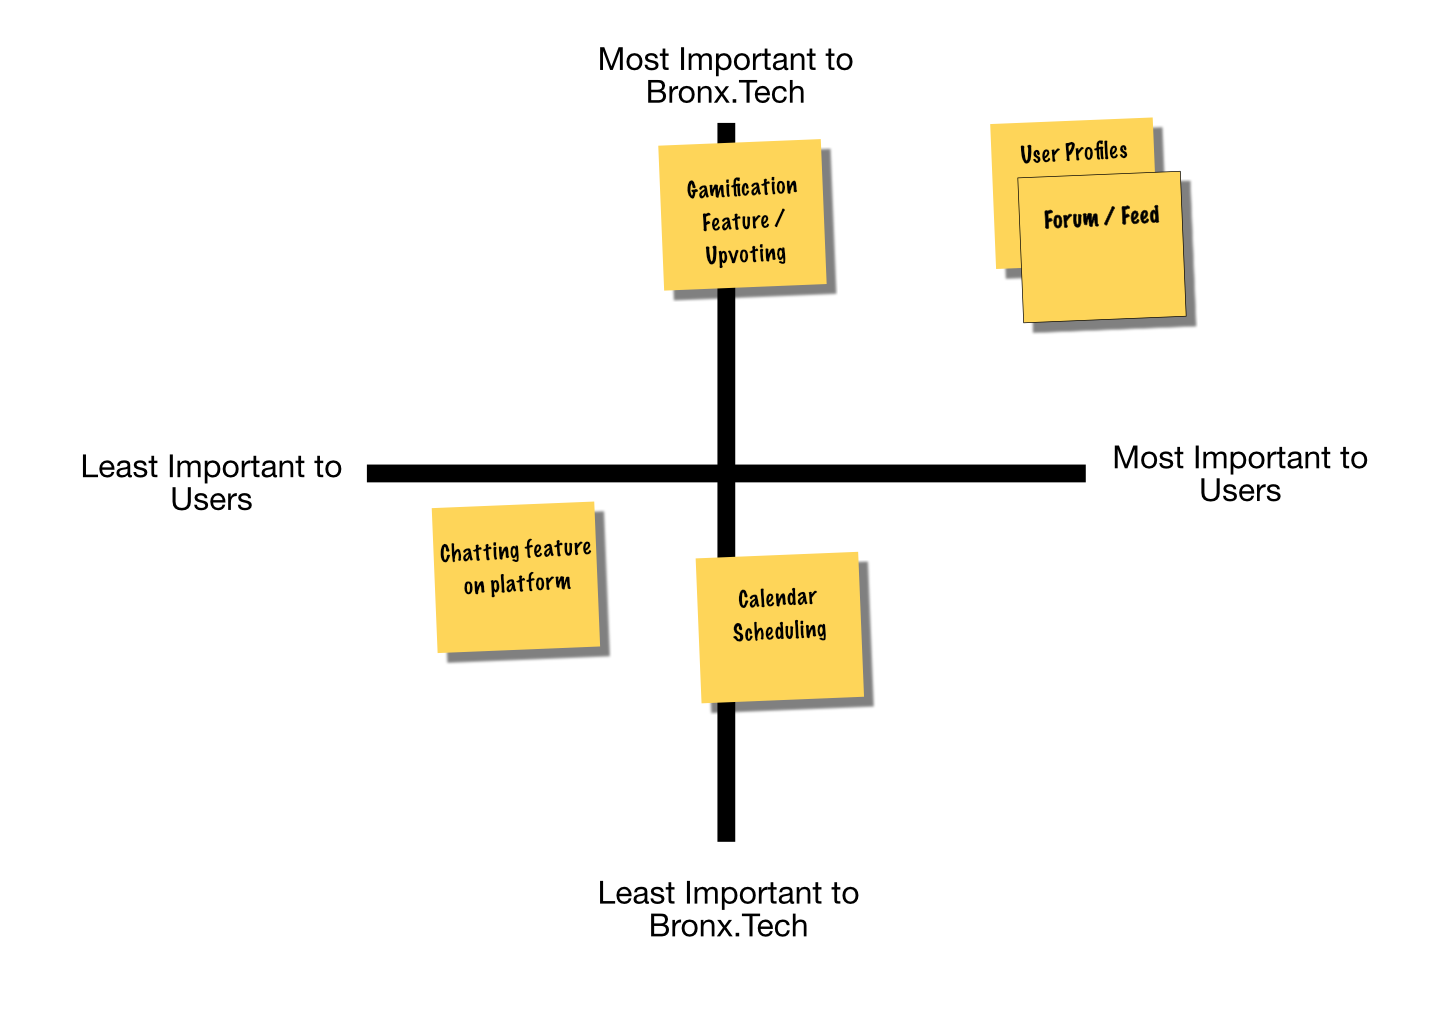 Most Important to
Bronx.Tech
Gamification
Feature /
Upvoting
User Profiles
Forum / Feed
Least Important to
Users
Most Important to
Users
Chatting feature
on platform
Calendar
Scheduling
Least Important to
Bronx.Tech